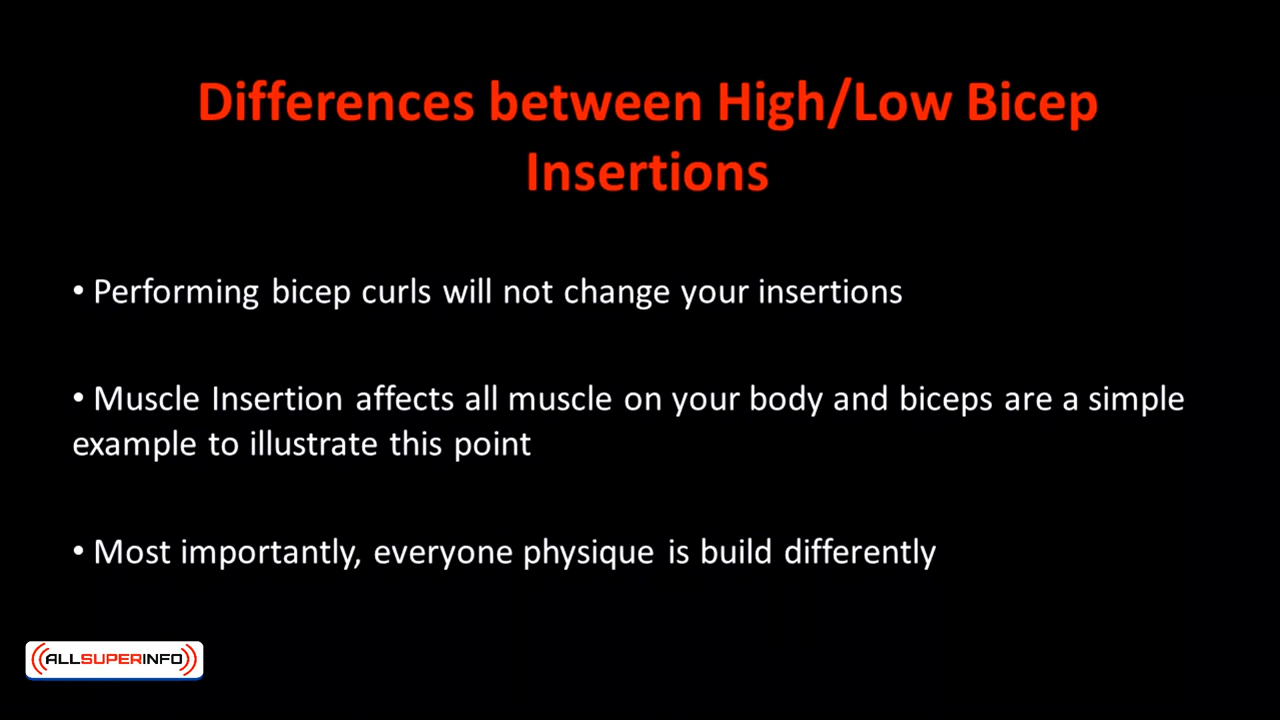 Differences between High/Low Bicep
Insertions
• Performing bicep curls will not change your insertions
• Muscle Insertion affects all muscle on your body and biceps are a simple
example to illustrate this point
• Most importantly, everyone physique is build differently
ALLSUPERINFO